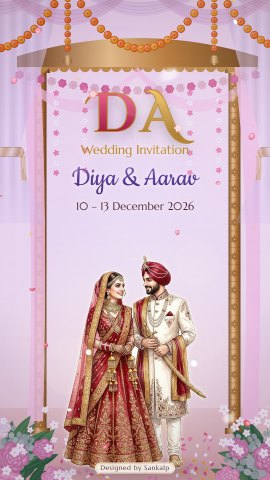 DA
Wedding Invitation
Diya & Aarav
10 – 13 December 2026
Designed by Sankalp